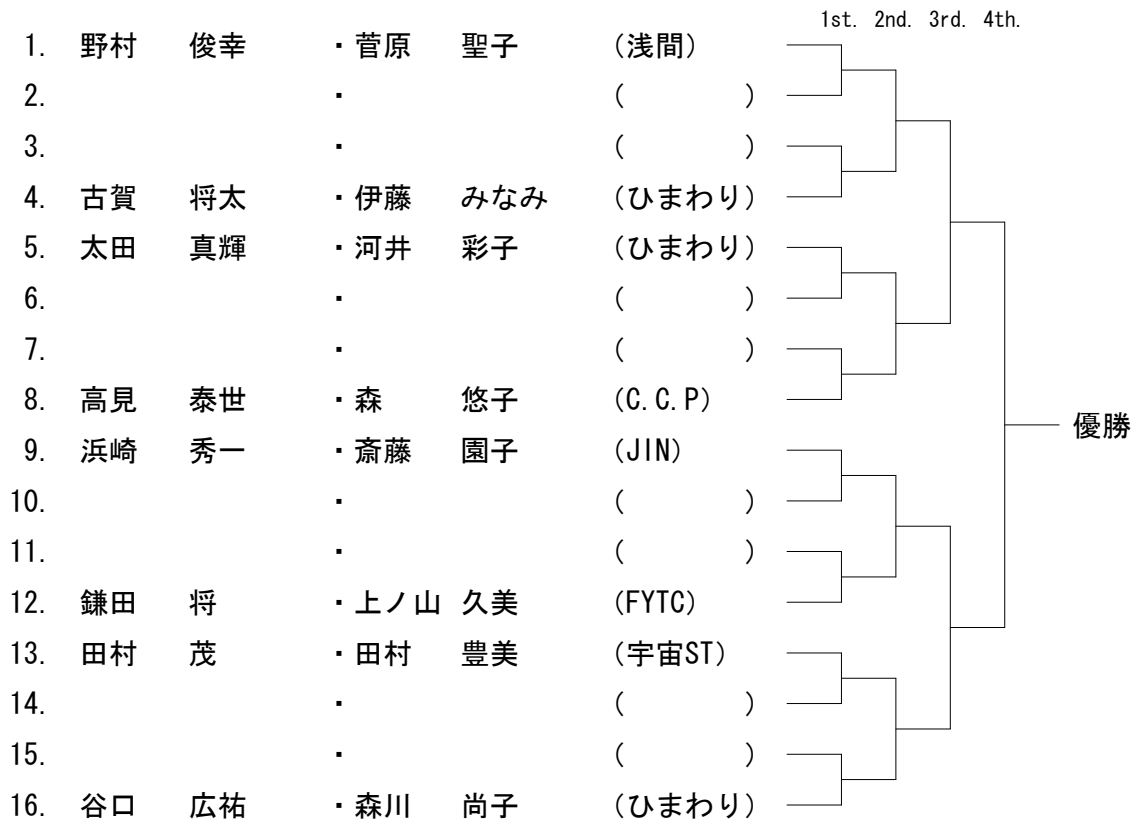 1st. 2nd. 3rd. 4th.
1. 野村 俊幸 ・菅原 聖子 (浅間)
2. ・ ( )
3. ・ ( )
4. 古賀 将太 ・伊藤 みなみ (ひまわり)
5. 太田 真輝 ・河井 彩子 (ひまわり)
6. ・ ( )
7. ・ ( )
8. 高見 泰世 ・森 悠子 (C.C.P)
優勝
9. 浜崎 秀一 ・斎藤 園子 (JIN)
10. ・ ( )
11. ・ ( )
12. 鎌田 将 ・上ノ山 久美 (FYTC)
13. 田村 茂 ・田村 豊美 (宇宙ST)
14. ・ ( )
15. ・ ( )
16. 谷口 広祐 ・森川 尚子 (ひまわり)